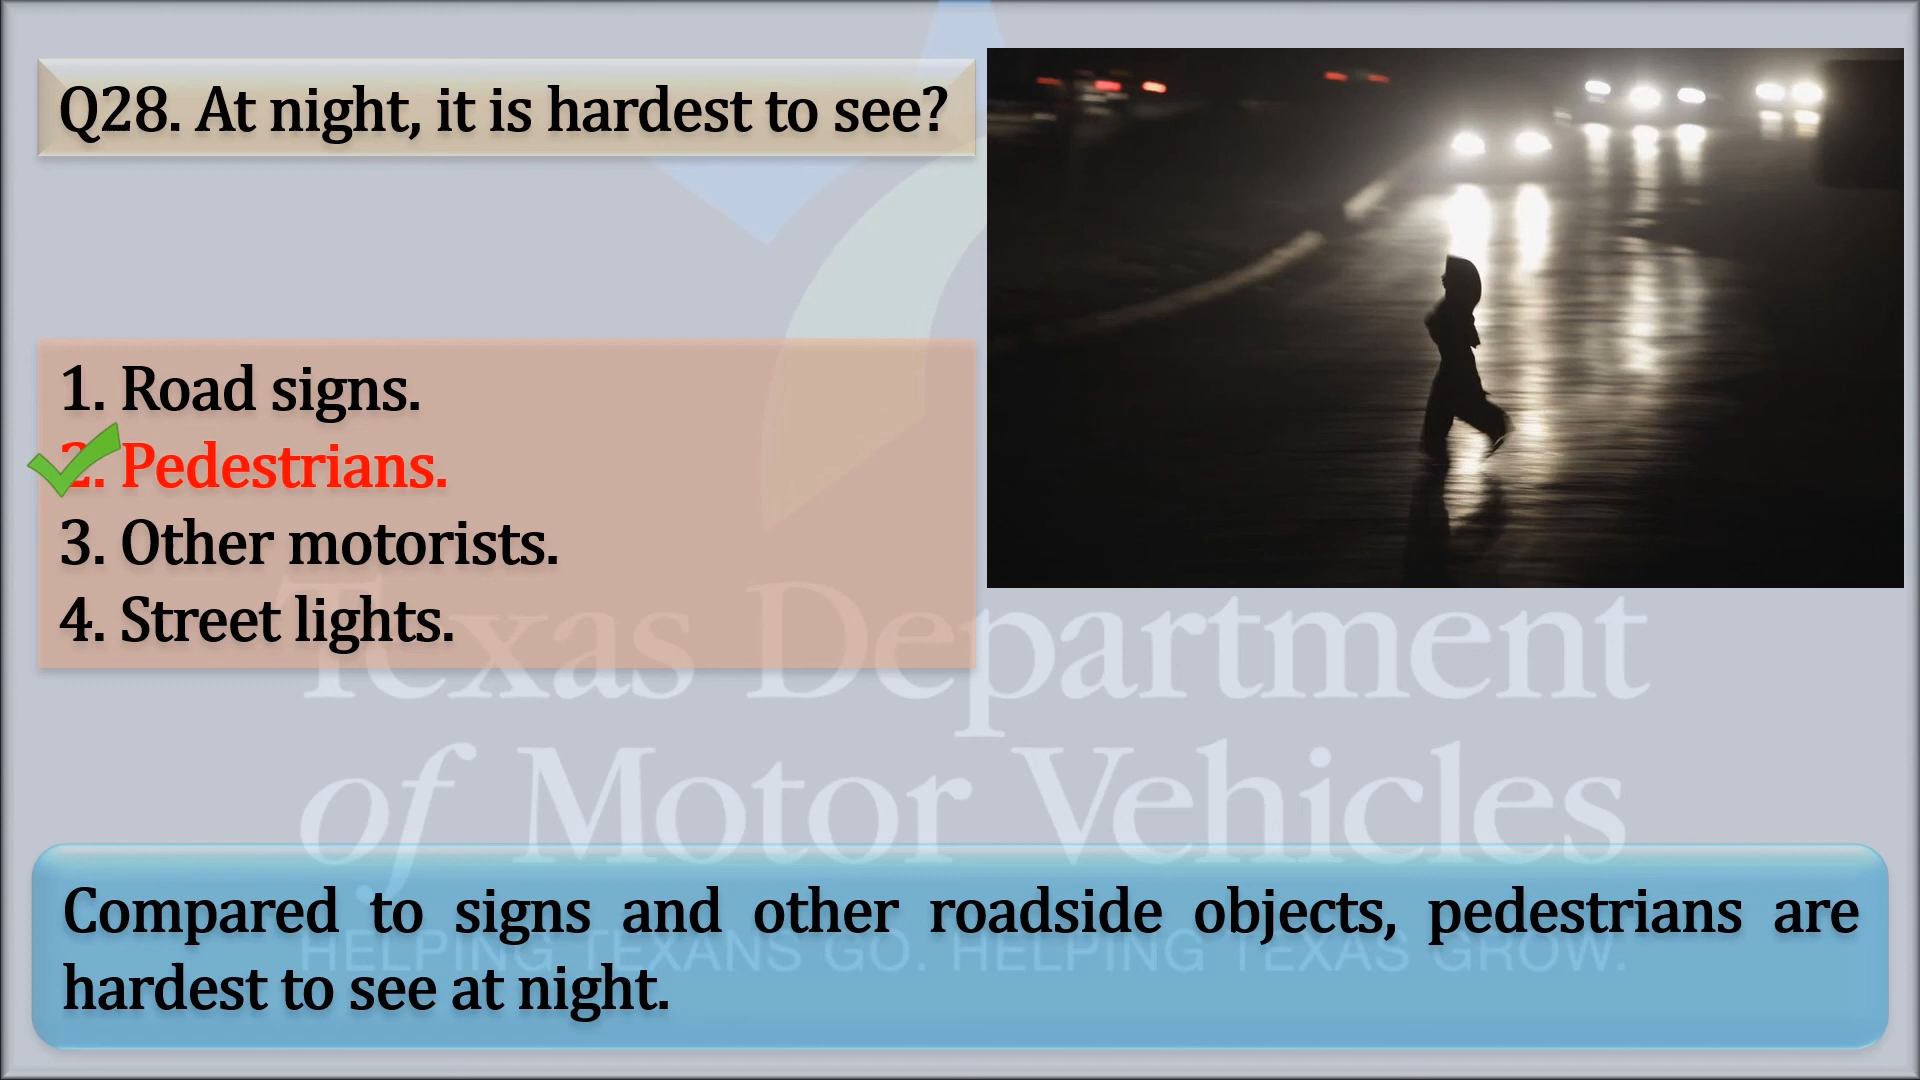 Q28. At night, it is hardest to see?
1. Road signs.
2. Pedestrians.
3. Other motorists.
4. Street lights.
Texas Department
of Motor Vehicles
Compared to signs and other roadside objects, pedestrians are
hardest to see at night.
HELPING TEXANS GO. HELPING TEXAS GROW.